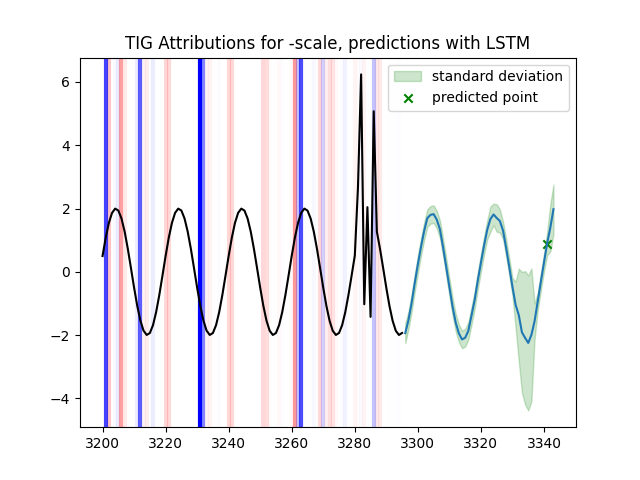 TIG Attributions for -scale, predictions with LSTM
standard deviation
predicted point
6
4
2
0
−2
−4
3200 3220 3240 3260 3280 3300 3320 3340